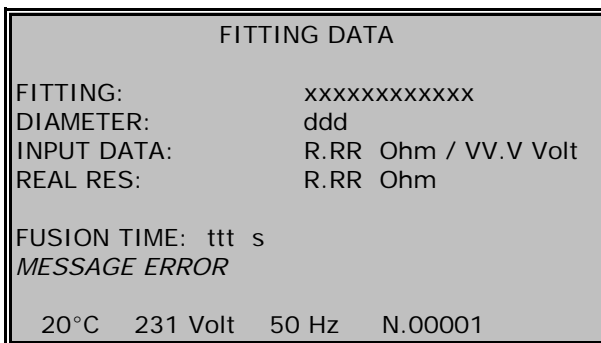 FITTING DATA
FITTING: xxxxxxxxxxxx
DIAMETER: ddd
INPUT DATA: R.RR Ohm / VV.V Volt
REAL RES: R.RR Ohm
FUSION TIME: ttt s
MESSAGE ERROR
20°C 231 Volt 50 Hz N.00001